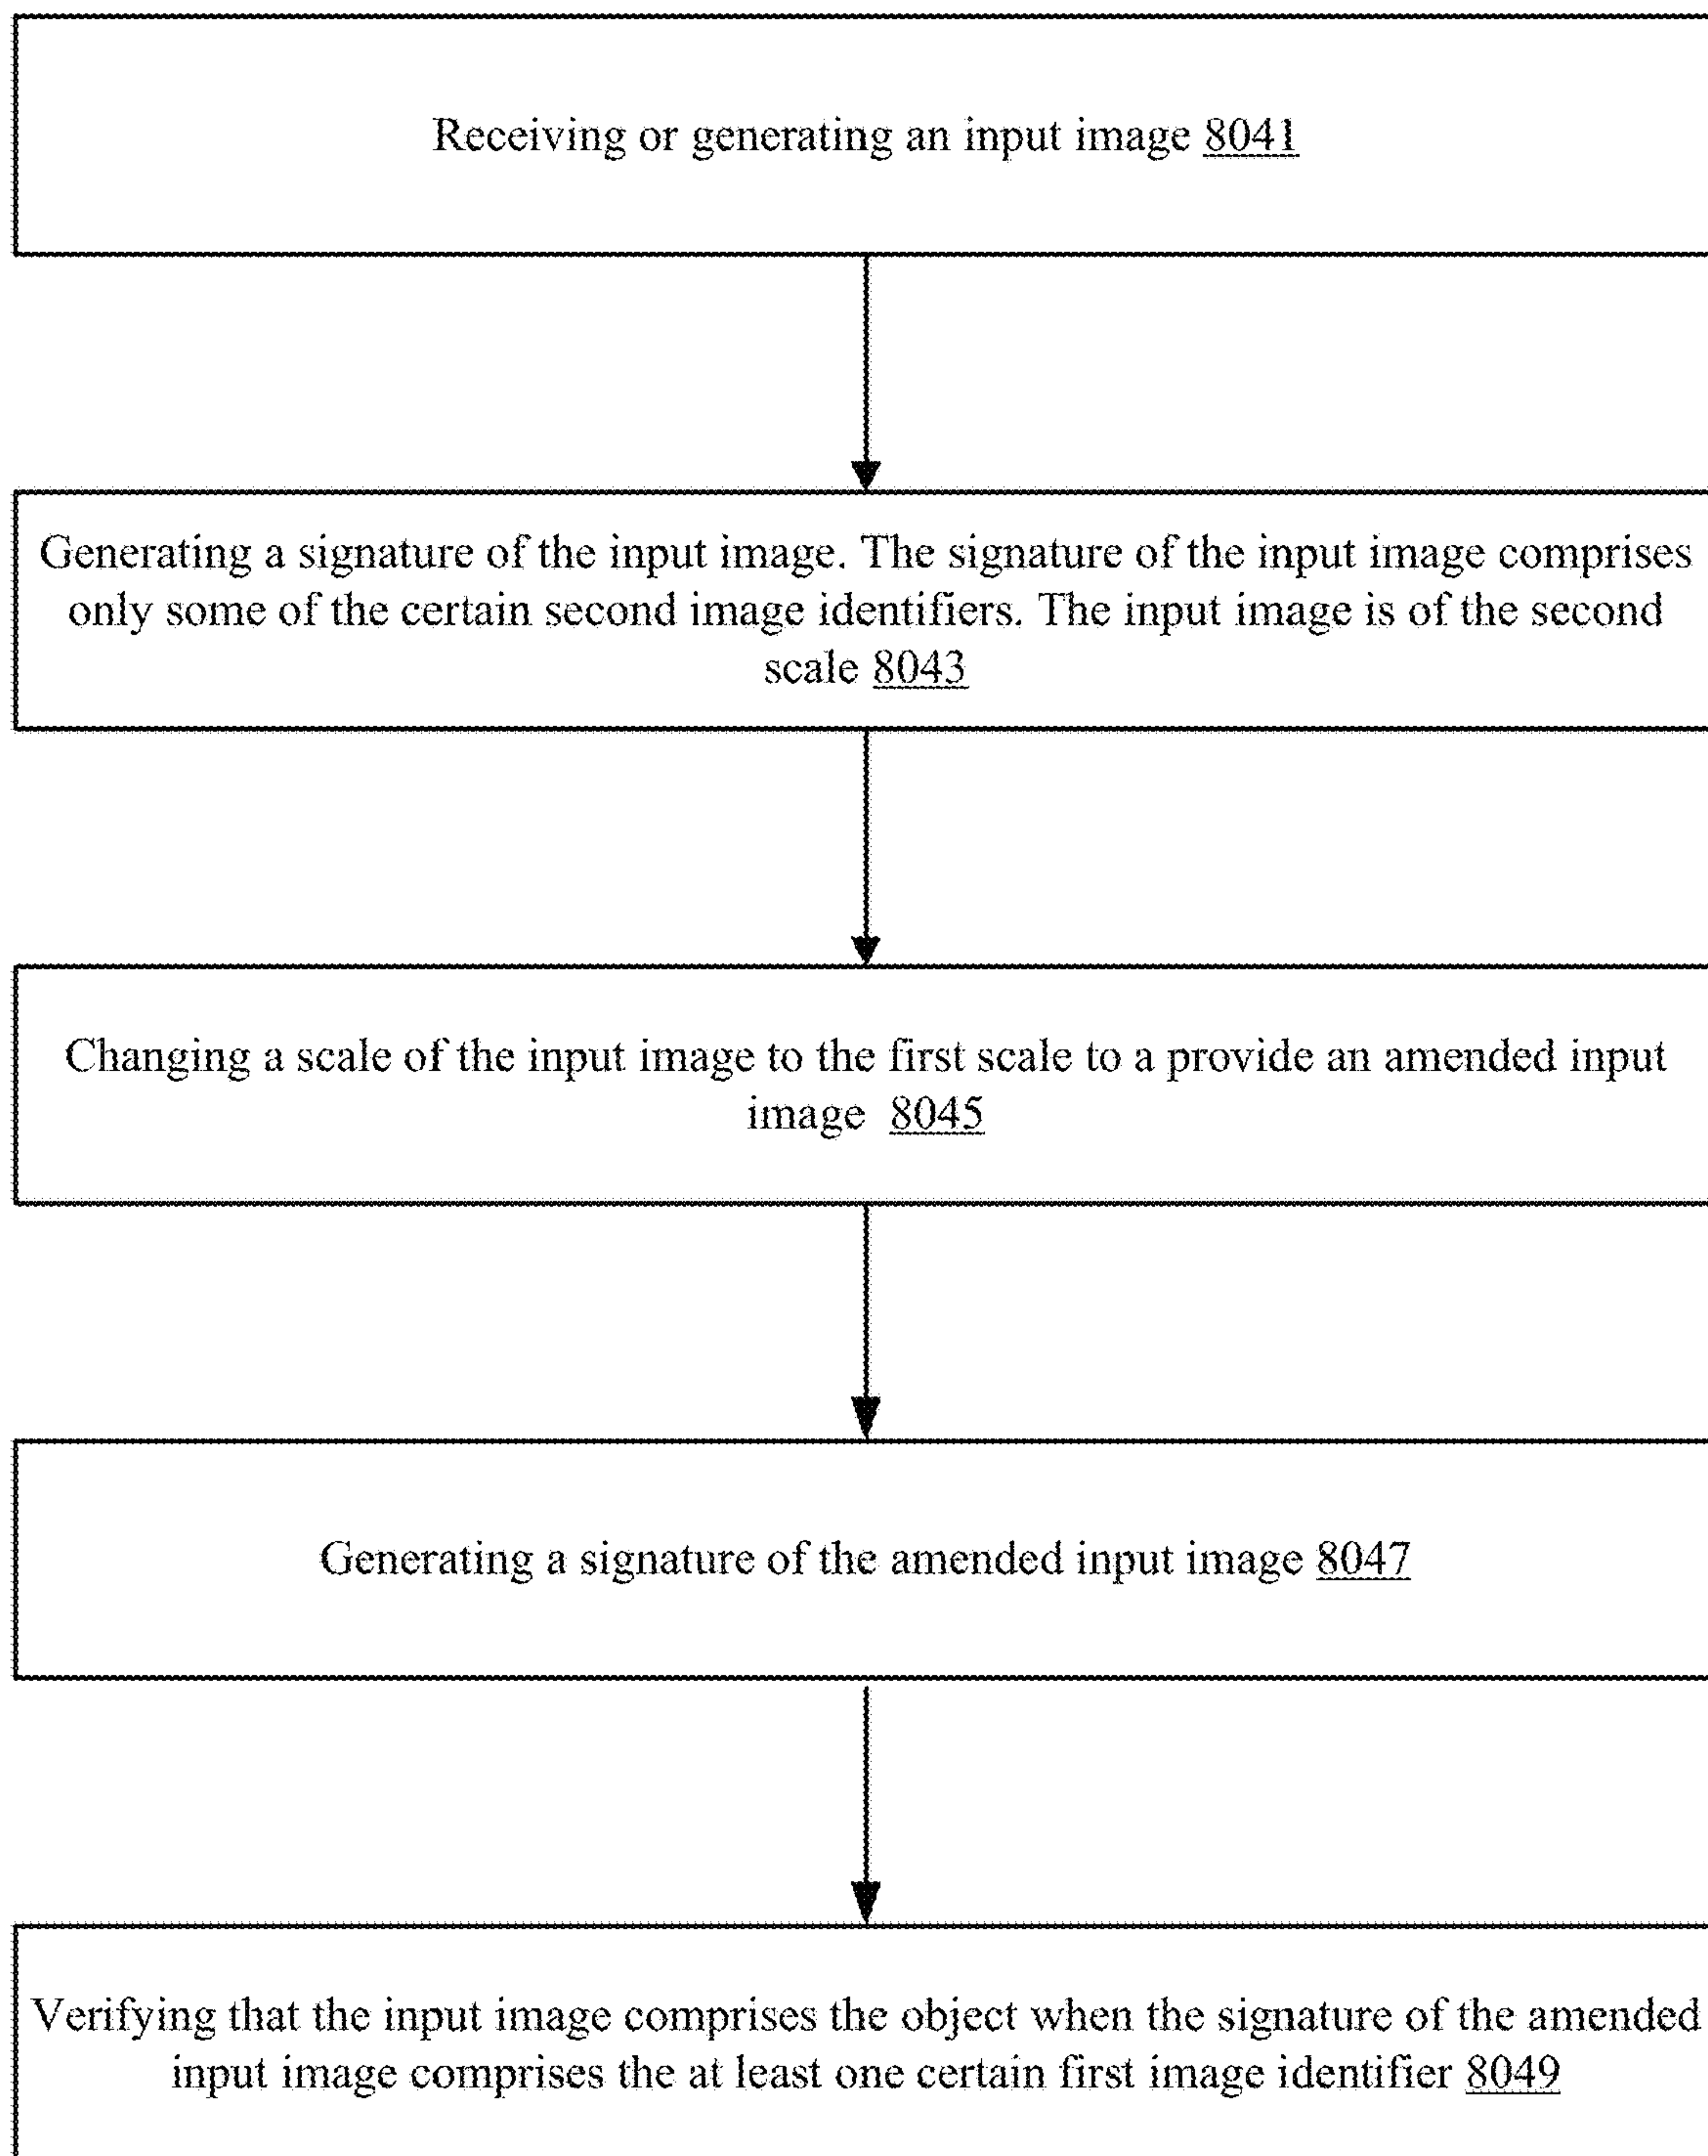 Receiving or generating an input image 8041
Generating a signature of the input image. The signature of the input image comprises
only some of the certain second image identifiers. The input image is of the second
scale 8043
Changing a scale of the input image to the first scale to a provide an amended input
image 8045
Generating a signature of the amended input image 8047
Verifying that the input image comprises the object when the signature of the amended
input image comprises the at least one certain first image identifier 8049